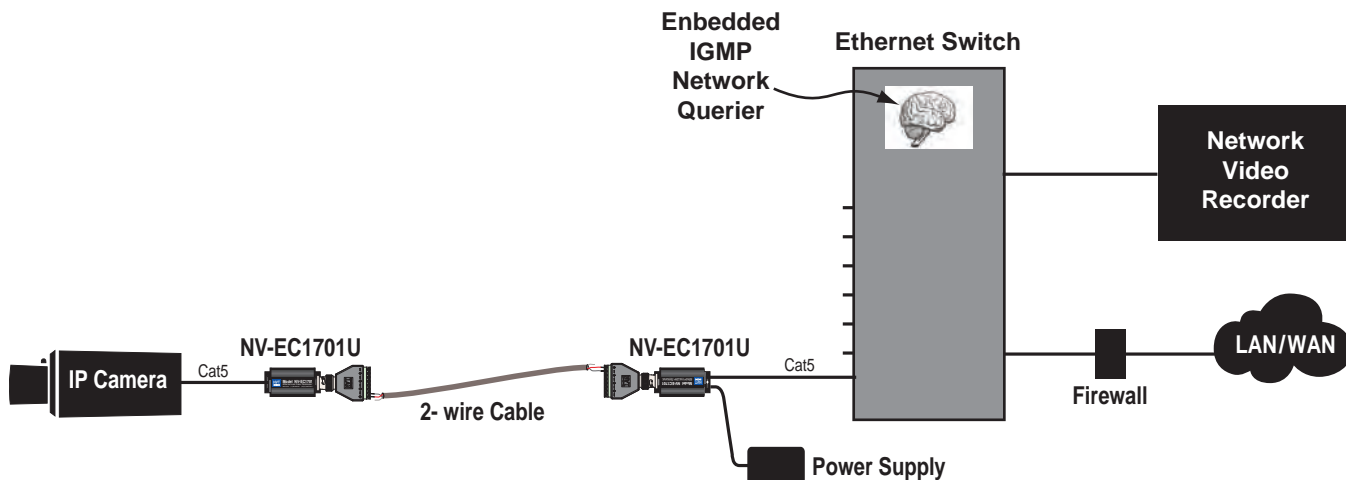 Enbedded
IGMP
Network
Querier
Ethernet Switch
Network
Video
Recorder
NV-EC1701U
NV-EC1701U
IP Camera
Cat5
2- wire Cable
Cat5
Firewall
LAN/WAN
Power Supply